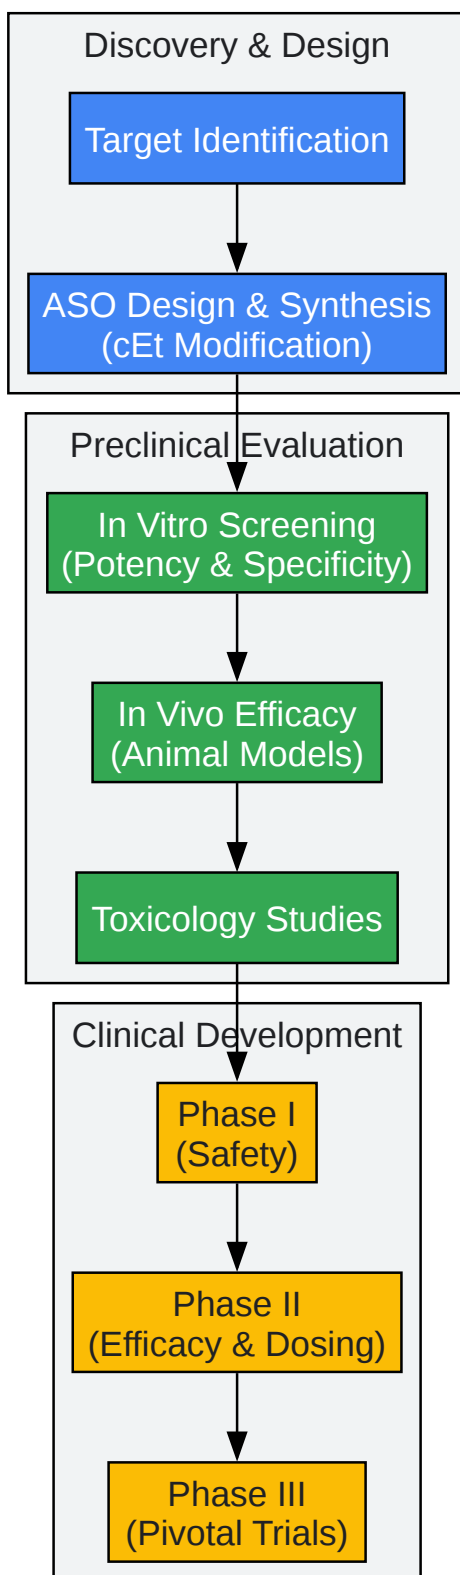 Discovery & Design
Target Identification
ASO Design & Synthesis
(cEt Modification)
Preclinical Evaluation
In Vitro Screening
(Potency & Specificity)
In Vivo Efficacy
(Animal Models)
Toxicology Studies
Clinical Development
Phase I
(Safety)
Phase II
(Efficacy & Dosing)
Phase III
(Pivotal Trials)